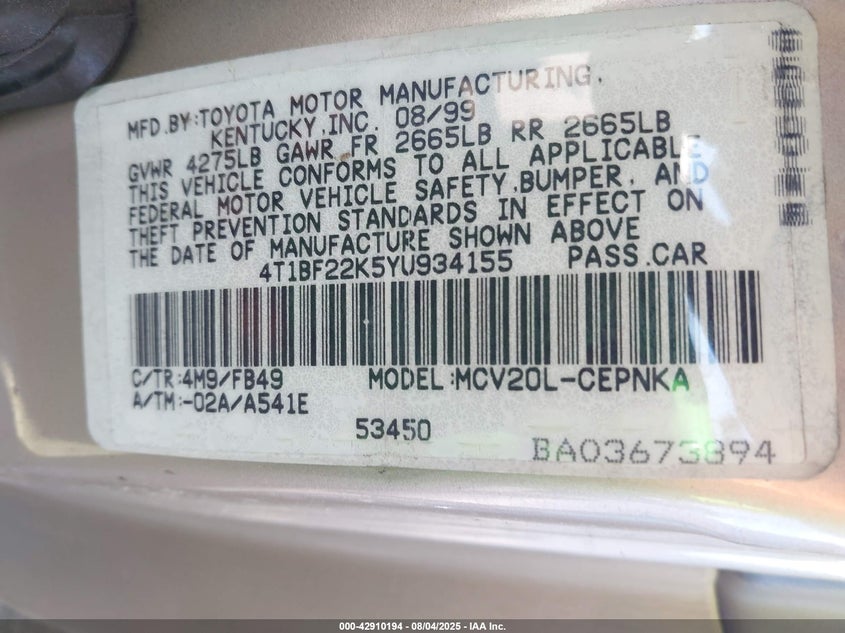 MFD.BY:TOYOTA MOTOR MANUFACTURING.
KENTUCKY,INC. 08/99
GVWR 4275LB GAWR FR 2665LB RR 2665LB
THIS VEHICLE CONFORMS TO ALL APPLICABLE
FEDERAL MOTOR VEHICLE SAFETY,BUMPER, AND
THEFT PREVENTION STANDARDS IN EFFECT ON
THE DATE OF MANUFACTURE SHOWN ABOVE
4T1BF22K5YU934155 PASS.CAR
C/TR:4M9/FB49 MODEL:MCV20L-CEPNKA
A/TM:-02A/A541E
53450
BA03673894
000-42910194 - 08/04/2025 - IAA Inc.